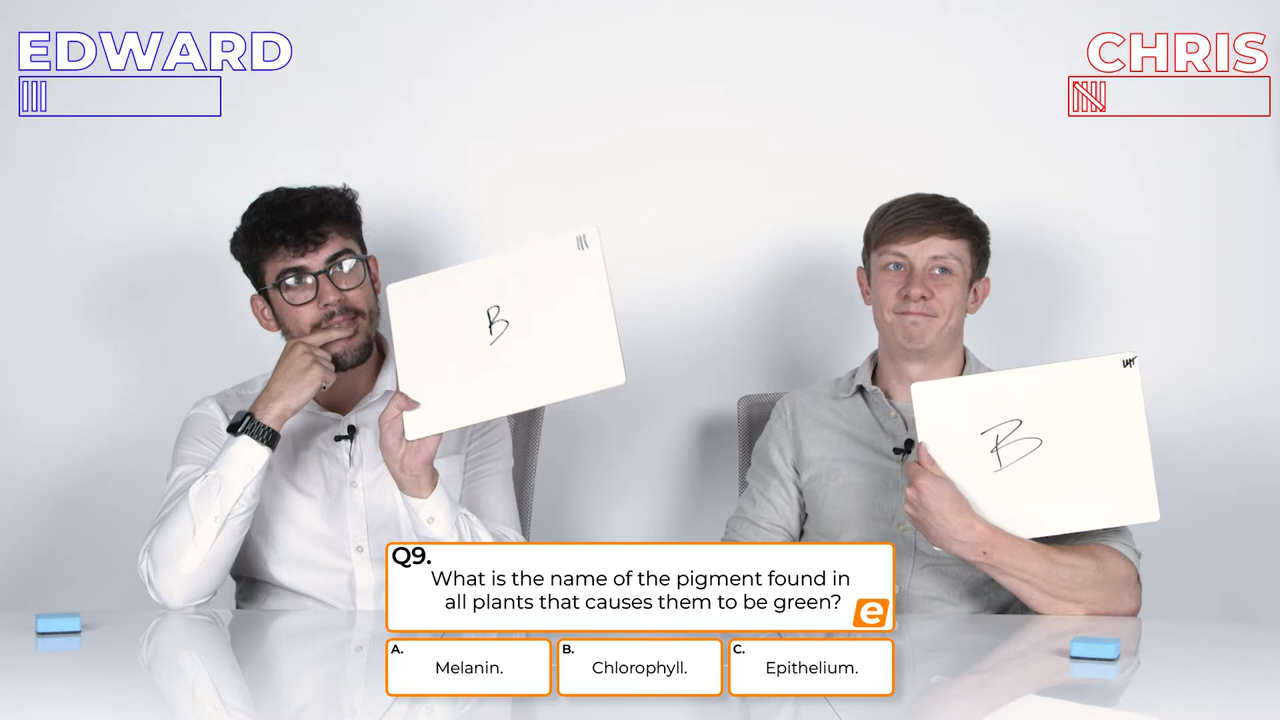 EDWARD
CHRIS
B
B
Q9.
What is the name of the pigment found in
all plants that causes them to be green?
e
A.
Melanin.
B.
Chlorophyll.
C.
Epithelium.